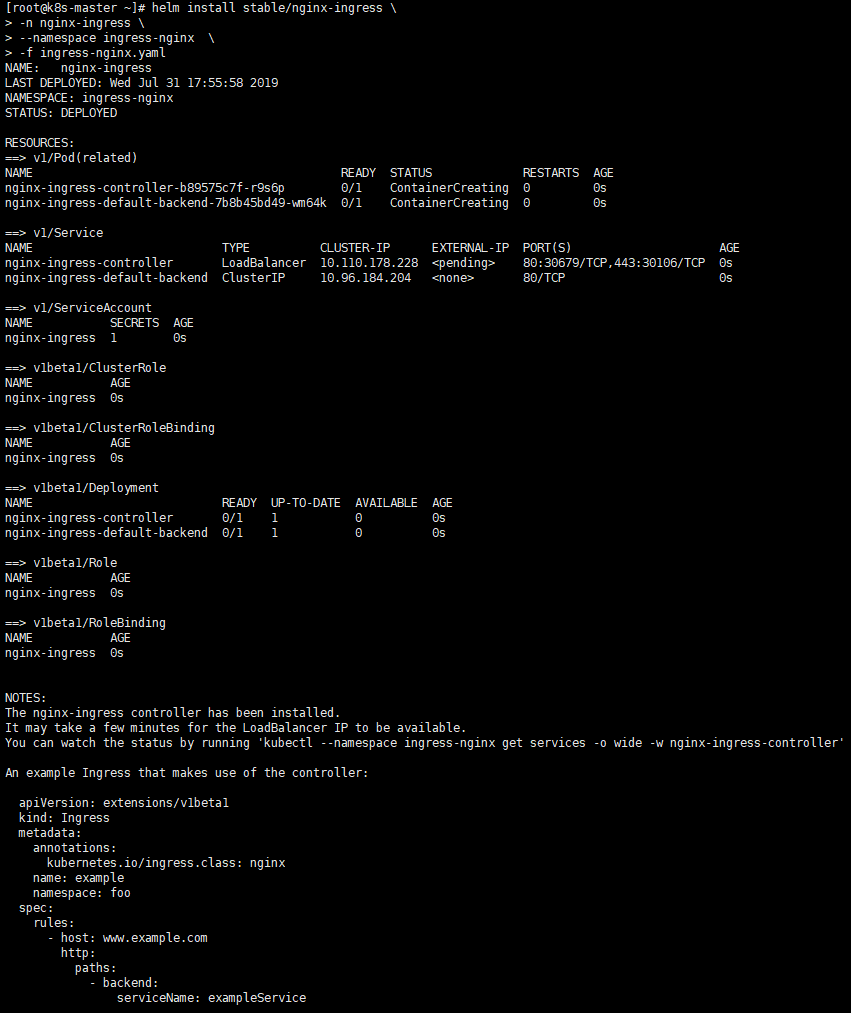 [root@k8s-master ~]# helm install stable/nginx-ingress \
> -n nginx-ingress \
> --namespace ingress-nginx  \
> -f ingress-nginx.yaml
NAME:   nginx-ingress
LAST DEPLOYED: Wed Jul 31 17:55:58 2019
NAMESPACE: ingress-nginx
STATUS: DEPLOYED

RESOURCES:
==> v1/Pod(related)
NAME                                            READY  STATUS             RESTARTS  AGE
nginx-ingress-controller-b89575c7f-r9s6p        0/1    ContainerCreating  0         0s
nginx-ingress-default-backend-7b8b45bd49-wm64k  0/1    ContainerCreating  0         0s

==> v1/Service
NAME                           TYPE          CLUSTER-IP      EXTERNAL-IP  PORT(S)                     AGE
nginx-ingress-controller       LoadBalancer  10.110.178.228  <pending>    80:30679/TCP,443:30106/TCP  0s
nginx-ingress-default-backend  ClusterIP     10.96.184.204   <none>       80/TCP                      0s

==> v1/ServiceAccount
NAME           SECRETS  AGE
nginx-ingress  1        0s

==> v1beta1/ClusterRole
NAME           AGE
nginx-ingress  0s

==> v1beta1/ClusterRoleBinding
NAME           AGE
nginx-ingress  0s

==> v1beta1/Deployment
NAME                           READY  UP-TO-DATE  AVAILABLE  AGE
nginx-ingress-controller       0/1    1           0          0s
nginx-ingress-default-backend  0/1    1           0          0s

==> v1beta1/Role
NAME           AGE
nginx-ingress  0s

==> v1beta1/RoleBinding
NAME           AGE
nginx-ingress  0s


NOTES:
The nginx-ingress controller has been installed.
It may take a few minutes for the LoadBalancer IP to be available.
You can watch the status by running 'kubectl --namespace ingress-nginx get services -o wide -w nginx-ingress-controller'

An example Ingress that makes use of the controller:

  apiVersion: extensions/v1beta1
  kind: Ingress
  metadata:
    annotations:
      kubernetes.io/ingress.class: nginx
    name: example
    namespace: foo
  spec:
    rules:
      - host: www.example.com
        http:
          paths:
            - backend:
                serviceName: exampleService